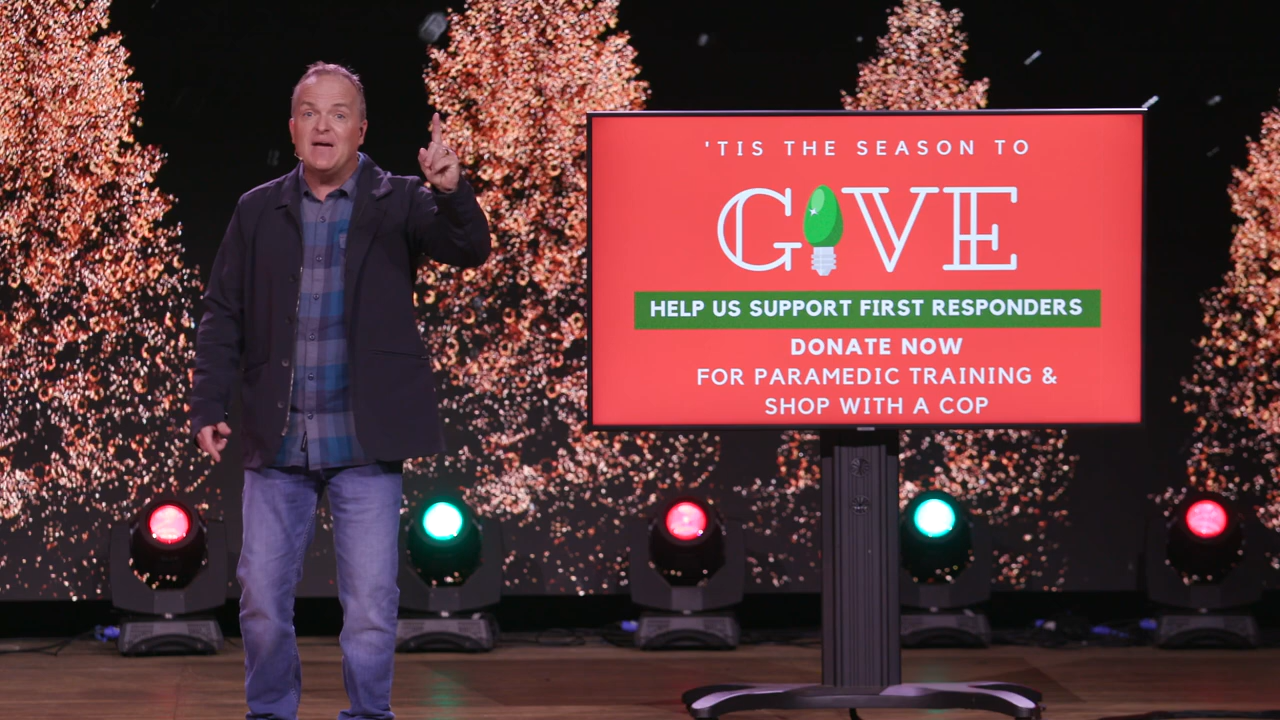 'TIS THE SEASON TO
GIVE
HELP US SUPPORT FIRST RESPONDERS
DONATE NOW
FOR PARAMEDIC TRAINING &
SHOP WITH A COP